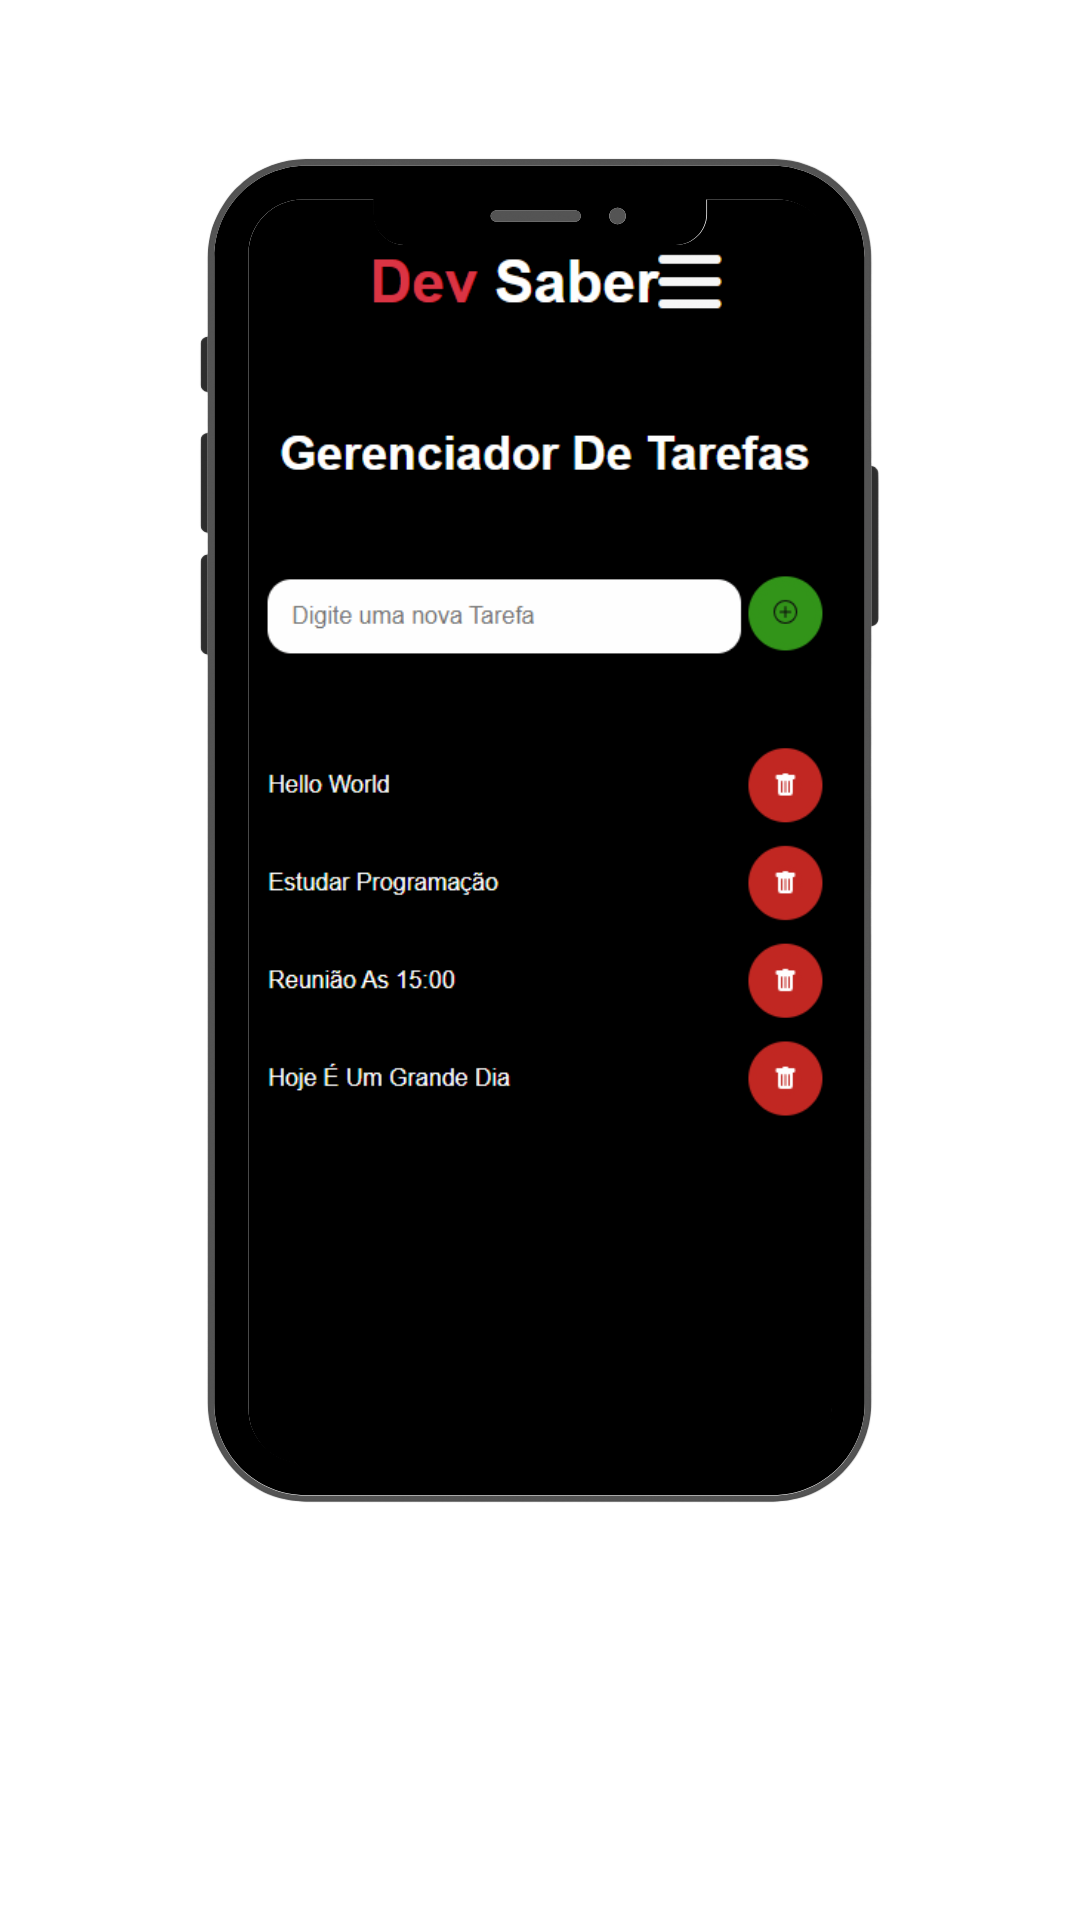 Dev Saber
Gerenciador De Tarefas
Digite uma nova Tarefa
Hello World
Estudar Programação
Reunião As 15:00
Hoje É Um Grande Dia